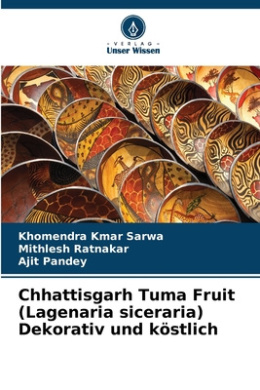 VERLAG
Unser Wissen
Khomendra Kmar Sarwa
Mithlesh Ratnakar
Ajit Pandey
Chhattisgarh Tuma Fruit
(Lagenaria siceraria)
Dekorativ und köstlich